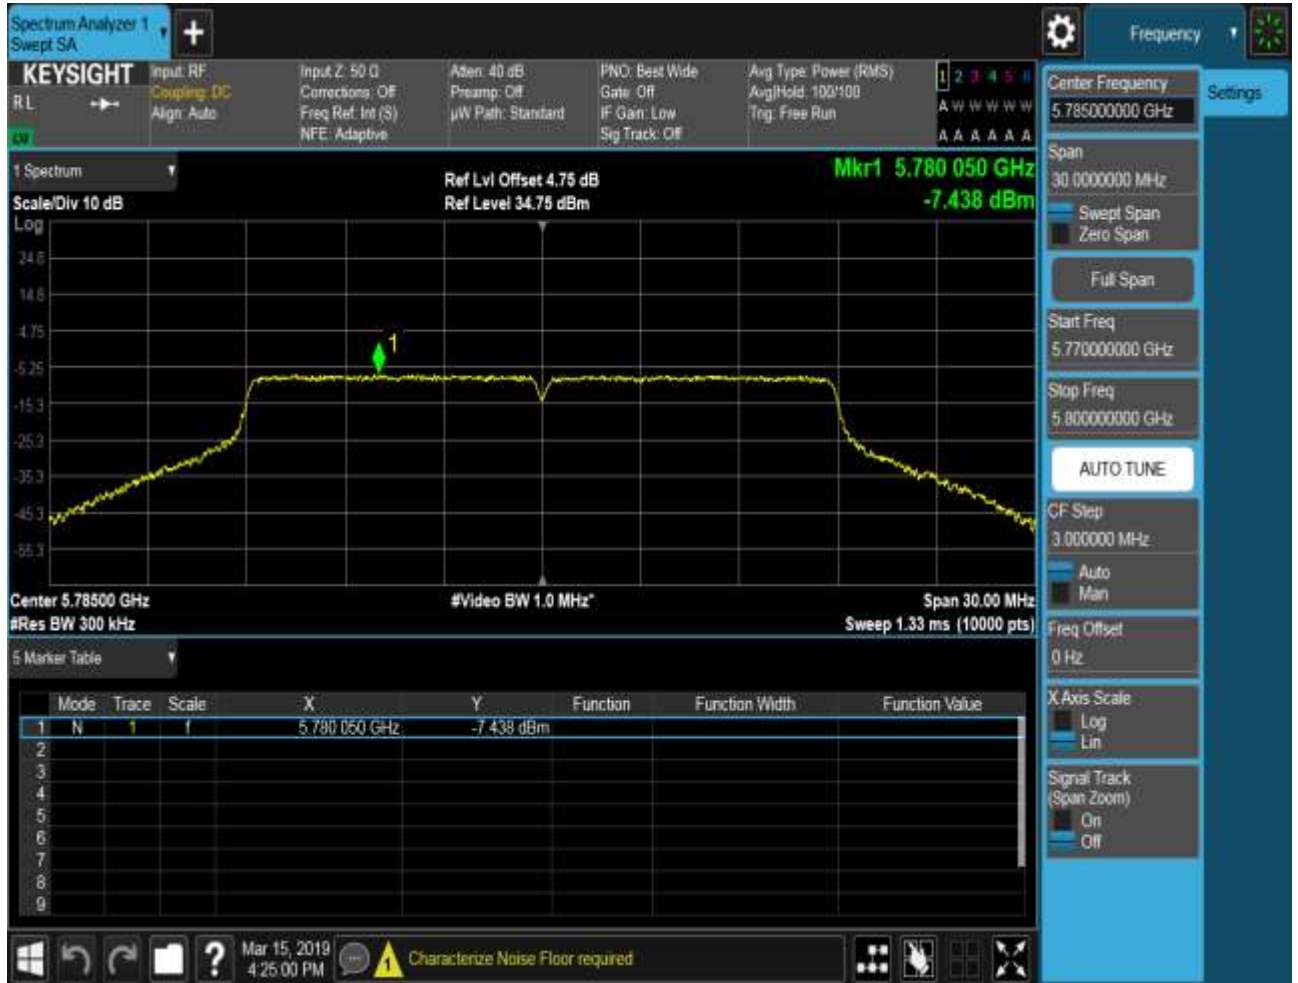 Spectrum Analyzer 1
Swept SA
+
Frequency
KEYSIGHT
RL
Input: RF
Coupling: DC
Align: Auto
Input Z: 50 Ω
Corrections: Off
Freq Ref: Int (S)
NFE: Adaptive
Atten: 40 dB
Preamp: Off
µW Path: Standard
PNO: Best Wide
Gate: Off
IF Gain: Low
Sig Track: Off
Avg Type: Power (RMS)
Avg|Hold: 100/100
Trig: Free Run
1 2 3 4 5 6
A W W W W W
A A A A A A
1 Spectrum
Scale/Div 10 dB
Ref Lvl Offset 4.75 dB
Ref Level 34.75 dBm
Mkr1 5.780 050 GHz
-7.438 dBm
Log
24.8
14.8
4.75
-5.25
-15.3
-25.3
-35.3
-45.3
-55.3
1
Center 5.78500 GHz
#Res BW 300 kHz
#Video BW 1.0 MHz*
Span 30.00 MHz
Sweep 1.33 ms (10000 pts)
5 Marker Table
Mode Trace Scale X Y Function Function Width Function Value
1 N 1 f 5.780 050 GHz -7.438 dBm
2
3
4
5
6
7
8
9
Mar 15, 2019
4:25:00 PM
?
1
Characterize Noise Floor required
Center Frequency
5.785000000 GHz
Settings
Span
30.0000000 MHz
Swept Span
Zero Span
Full Span
Start Freq
5.770000000 GHz
Stop Freq
5.800000000 GHz
AUTO TUNE
CF Step
3.000000 MHz
Auto
Man
Freq Offset
0 Hz
X Axis Scale
Log
Lin
Signal Track
(Span Zoom)
On
Off